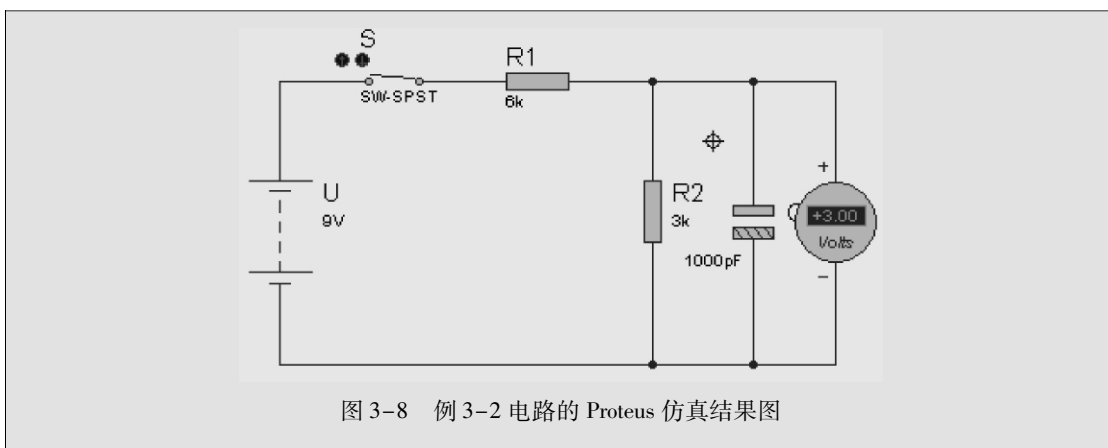 S
R1
SW-SPST
6k
+
U
R2
+3.00
9V
3k
C
Volts
1000pF
−
图 3-8 例 3-2 电路的 Proteus 仿真结果图